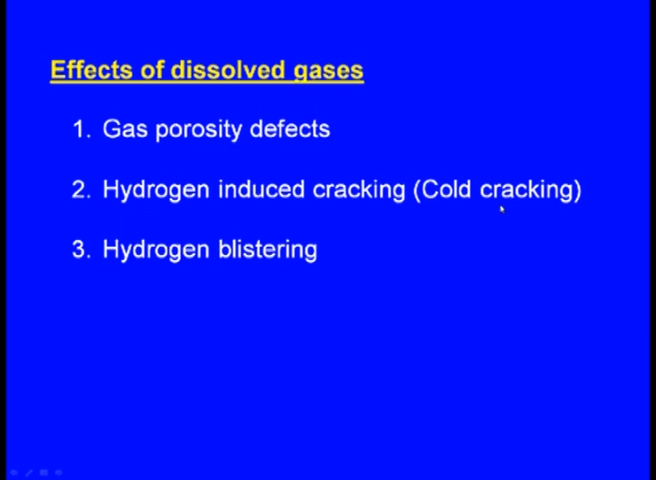 Effects of dissolved gases
1. Gas porosity defects
2. Hydrogen induced cracking (Cold cracking)
3. Hydrogen blistering